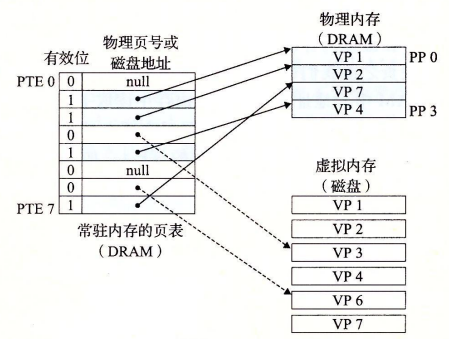 物理页号或
有效位 磁盘地址
PTE 0 0 null
1
1
0
1
0 null
0
PTE 7 1
常驻内存的页表
（DRAM）
物理内存
（DRAM）
VP 1 PP 0
VP 2
VP 7
VP 4 PP 3
虚拟内存
（磁盘）
VP 1
VP 2
VP 3
VP 4
VP 6
VP 7